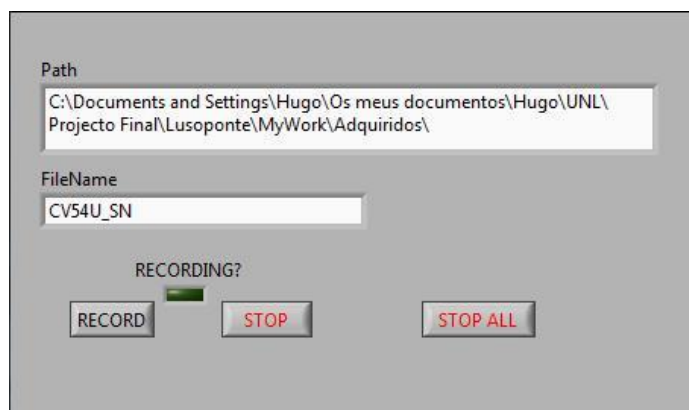 Path
C:\Documents and Settings\Hugo\Os meus documentos\Hugo\UNL\
Projecto Final\Lusoponte\MyWork\Adquiridos\
FileName
CV54U_SN
RECORDING?
RECORD STOP STOP ALL